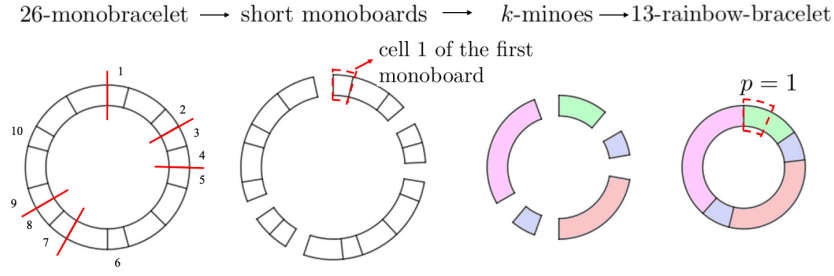 26-monobracelet → short monoboards → k-minoes → 13-rainbow-bracelet
cell 1 of the first
monoboard
p = 1
1
2
3
4
5
6
7
8
9
10